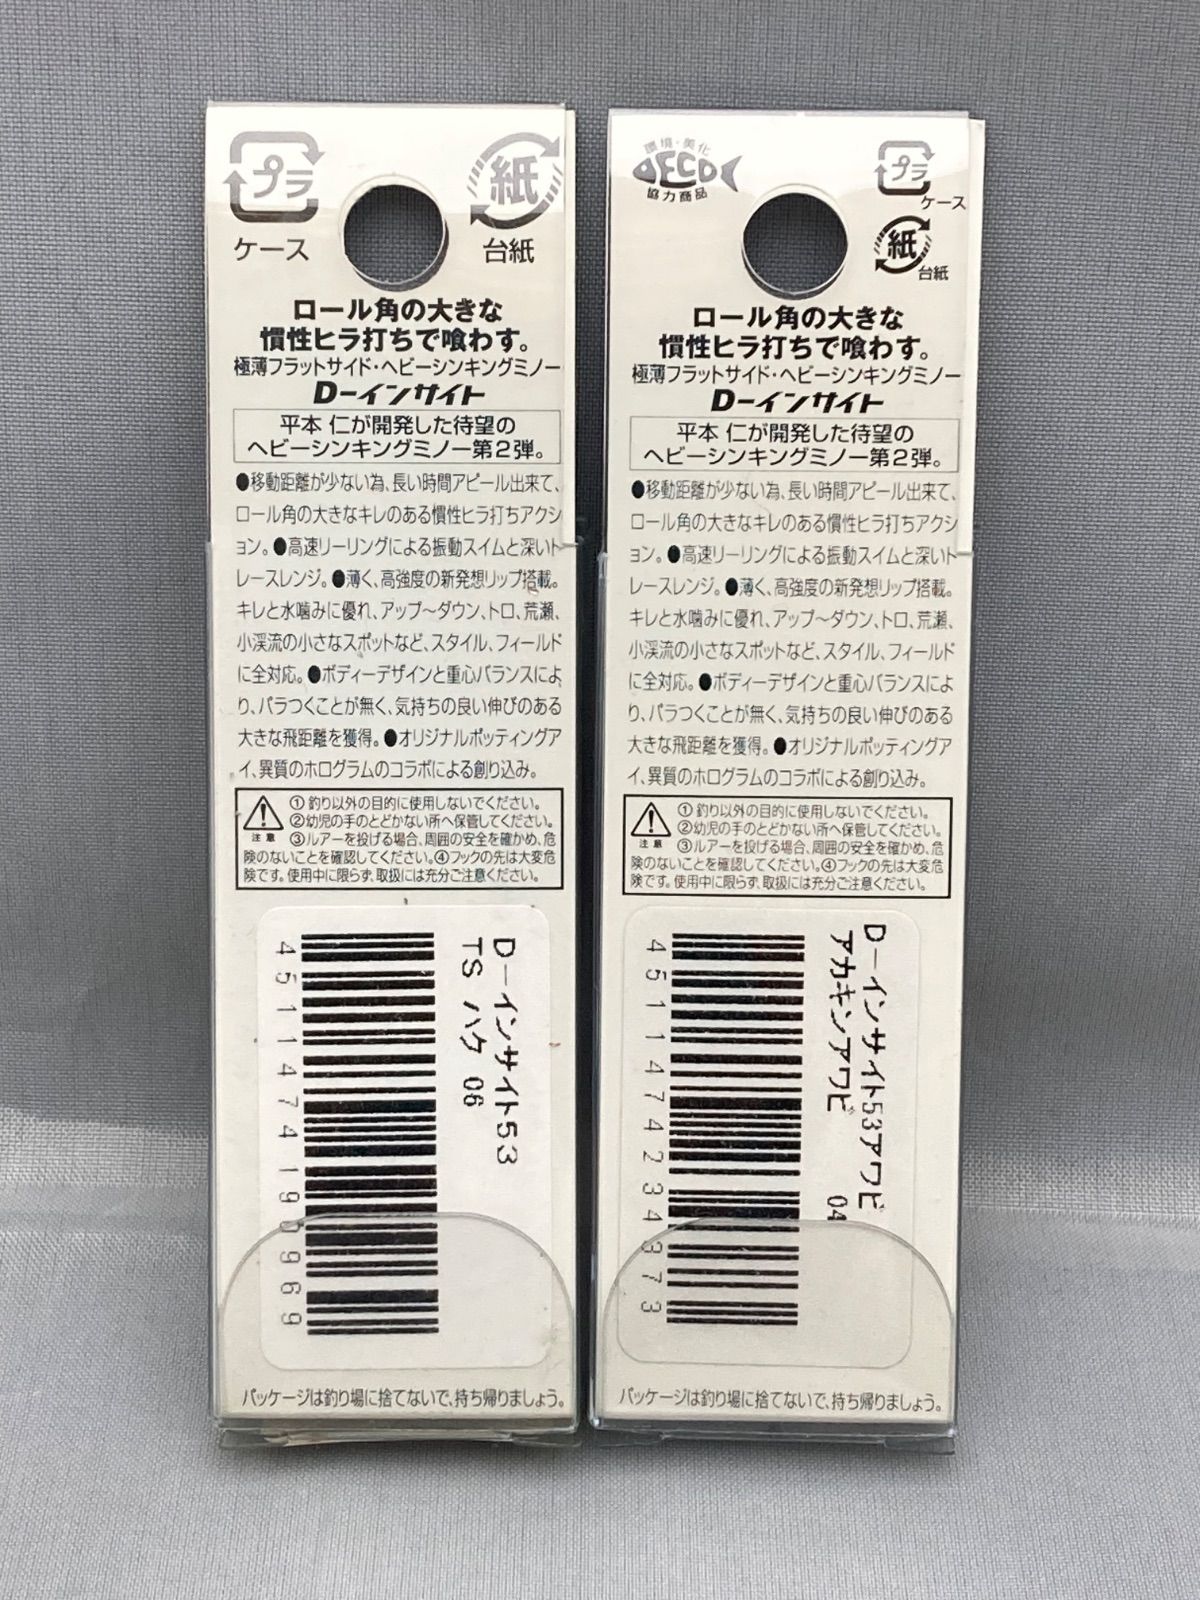 プラ
ケース
紙
台紙
ロール角の大きな
慣性ヒラ打ちで喰わす。
極薄フラットサイド・ヘビーシンキングミノー
D-インサイト
平本 仁が開発した待望の
ヘビーシンキングミノー第2弾。
●移動距離が少ない為、長い時間アピール出来て、
ロール角の大きなキレのある慣性ヒラ打ちアクシ
ョン。●高速リーリングによる振動スイムと深いト
レースレンジ。●薄く、高強度の新発想リップ搭載。
キレと水噛みに優れ、アップ〜ダウン、トロ、荒瀬、
小渓流の小さなスポットなど、スタイル、フィールド
に全対応。●ボディーデザインと重心バランスによ
り、バラつくことが無く、気持ちの良い伸びのある
大きな飛距離を獲得。●オリジナルポッティングア
イ、異質のホログラムのコラボによる創り込み。
注意
①釣り以外の目的に使用しないでください。
②幼児の手のとどかない所へ保管してください。
③ルアーを投げる場合、周囲の安全を確かめ、危
険のないことを確認してください。④フックの先は大変危
険です。使用中に限らず、取扱には充分ご注意ください。
D-インサイト53
TS ハク 06
4511474190969
パッケージは釣り場に捨てないで、持ち帰りましょう。
環境・美化
ECO
協力商品
プラ
ケース
紙
台紙
ロール角の大きな
慣性ヒラ打ちで喰わす。
極薄フラットサイド・ヘビーシンキングミノー
D-インサイト
平本 仁が開発した待望の
ヘビーシンキングミノー第2弾。
●移動距離が少ない為、長い時間アピール出来て、
ロール角の大きなキレのある慣性ヒラ打ちアクシ
ョン。●高速リーリングによる振動スイムと深いト
レースレンジ。●薄く、高強度の新発想リップ搭載。
キレと水噛みに優れ、アップ〜ダウン、トロ、荒瀬、
小渓流の小さなスポットなど、スタイル、フィールド
に全対応。●ボディーデザインと重心バランスによ
り、バラつくことが無く、気持ちの良い伸びのある
大きな飛距離を獲得。●オリジナルポッティングア
イ、異質のホログラムのコラボによる創り込み。
注意
①釣り以外の目的に使用しないでください。
②幼児の手のとどかない所へ保管してください。
③ルアーを投げる場合、周囲の安全を確かめ、危
険のないことを確認してください。④フックの先は大変危
険です。使用中に限らず、取扱には充分ご注意ください。
D-インサイト53アワビ
アカキンアワビ 04
4511474234373
パッケージは釣り場に捨てないで、持ち帰りましょう。